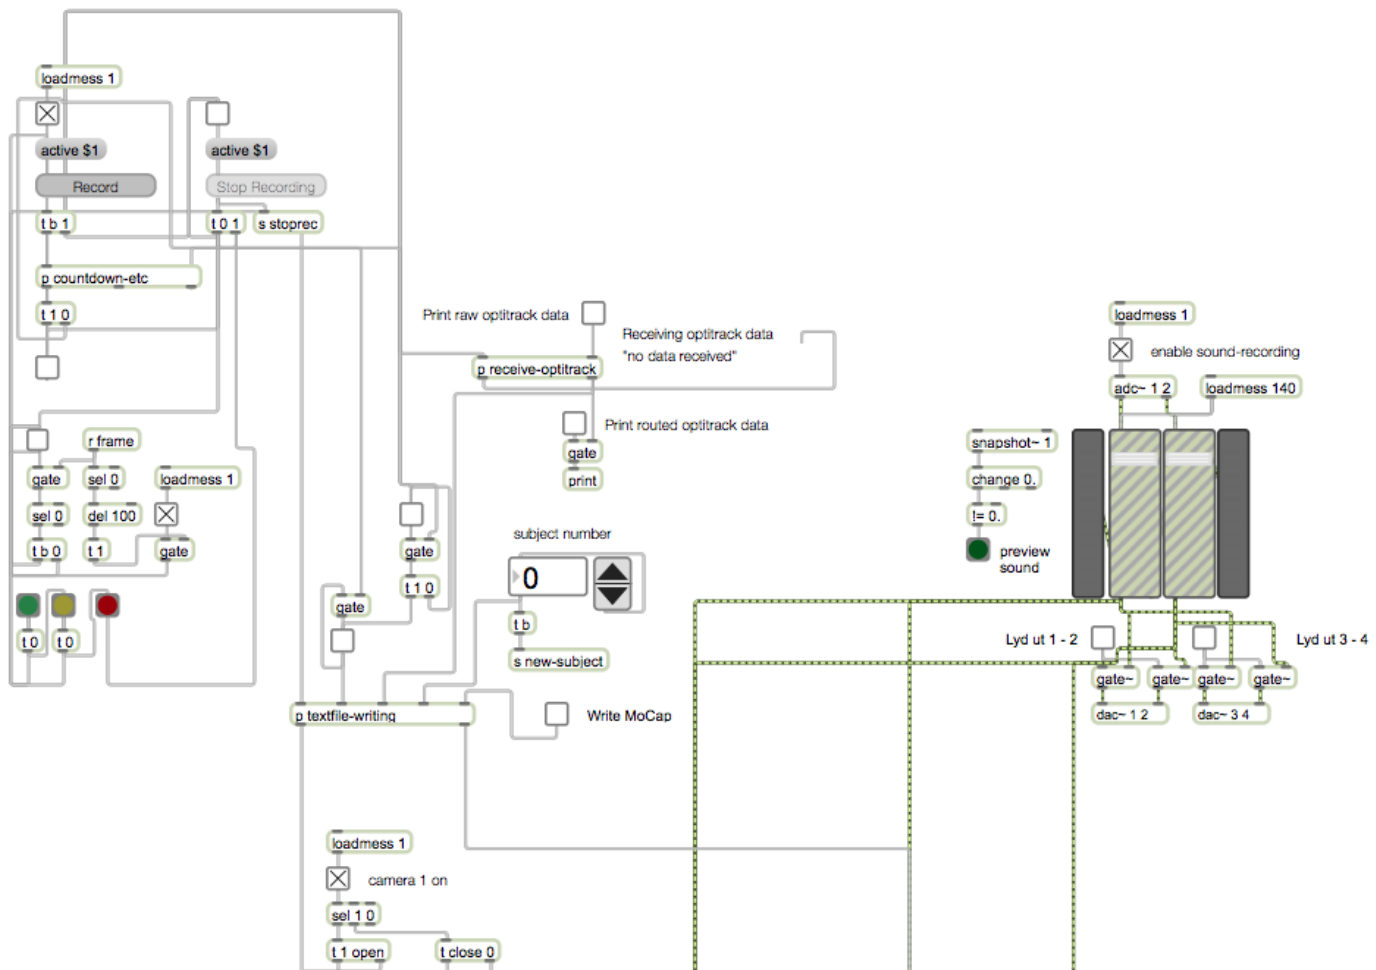 loadmess 1
active $1
active $1
Record
Stop Recording
t b 1
t 0 1
s stoprec
p countdown-etc
t 1 0
Print raw optitrack data
Receiving optitrack data
"no data received"
p receive-optitrack
loadmess 1
enable sound-recording
adc~ 1 2
loadmess 140
Print routed optitrack data
r frame
gate
sel 0
loadmess 1
gate
print
snapshot~ 1
change 0.
sel 0
del 100
!= 0.
t b 0
t 1
gate
gate
subject number
preview
sound
0
t 1 0
gate
t 0
t 0
t b
s new-subject
Lyd ut 1 - 2
Lyd ut 3 - 4
gate~
gate~
gate~
gate~
p textfile-writing
Write MoCap
dac~ 1 2
dac~ 3 4
loadmess 1
camera 1 on
sel 1 0
t 1 open
t close 0